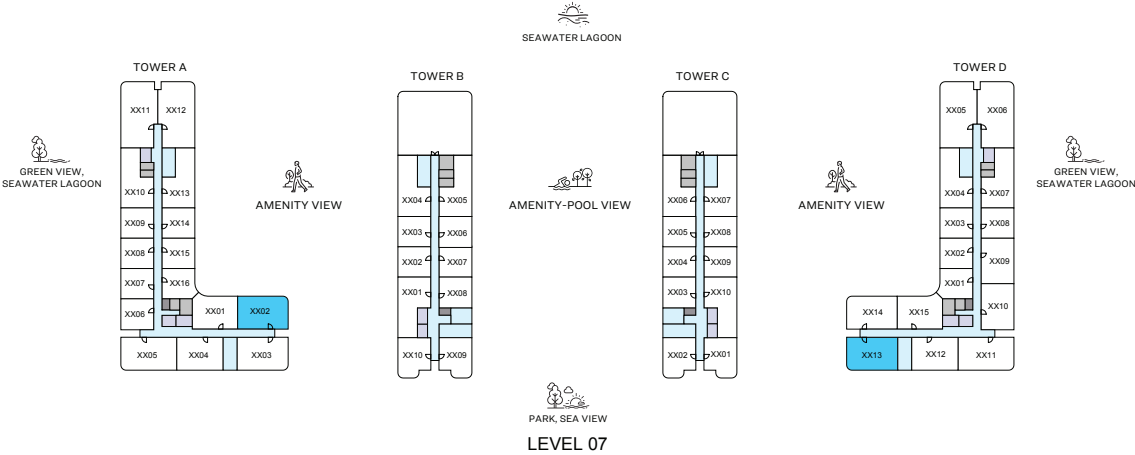 SEAWATER LAGOON
TOWER A
TOWER B
TOWER C
TOWER D
XX11
XX12
XX10
XX13
XX09
XX14
XX08
XX15
XX07
XX16
XX06
XX01
XX02
XX05
XX04
XX03
GREEN VIEW,
SEAWATER LAGOON
AMENITY VIEW
XX04
XX05
XX03
XX06
XX02
XX07
XX01
XX08
XX10
XX09
AMENITY-POOL VIEW
XX06
XX07
XX05
XX08
XX04
XX09
XX03
XX10
XX02
XX01
AMENITY VIEW
XX05
XX06
XX04
XX07
XX03
XX08
XX02
XX09
XX01
XX10
XX14
XX15
XX13
XX12
XX11
GREEN VIEW,
SEAWATER LAGOON
PARK, SEA VIEW
LEVEL 07